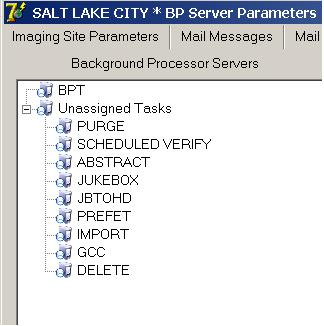 SALT LAKE CITY * BP Server Parameters
Imaging Site Parameters Mail Messages Mail
Background Processor Servers
BPT
Unassigned Tasks
PURGE
SCHEDULED VERIFY
ABSTRACT
JUKEBOX
JBTOHD
PREFET
IMPORT
GCC
DELETE